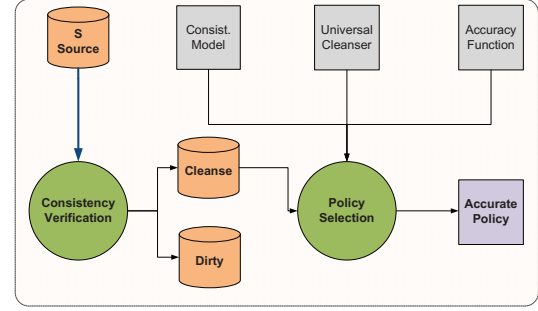 S
Source
Consist.
Model
Universal
Cleanser
Accuracy
Function
Consistency
Verification
Cleanse
Dirty
Policy
Selection
Accurate
Policy